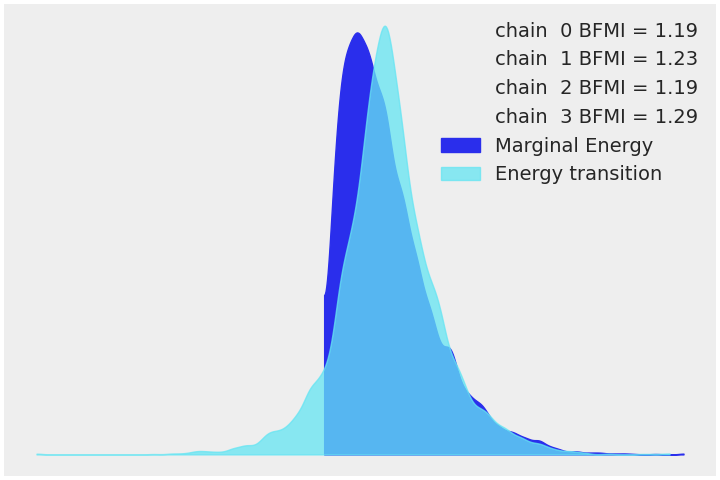 chain  0 BFMI = 1.19
chain  1 BFMI = 1.23
chain  2 BFMI = 1.19
chain  3 BFMI = 1.29
Marginal Energy
Energy transition